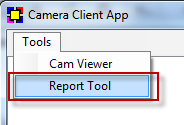 Camera Client App
Tools
Cam Viewer
Report Tool